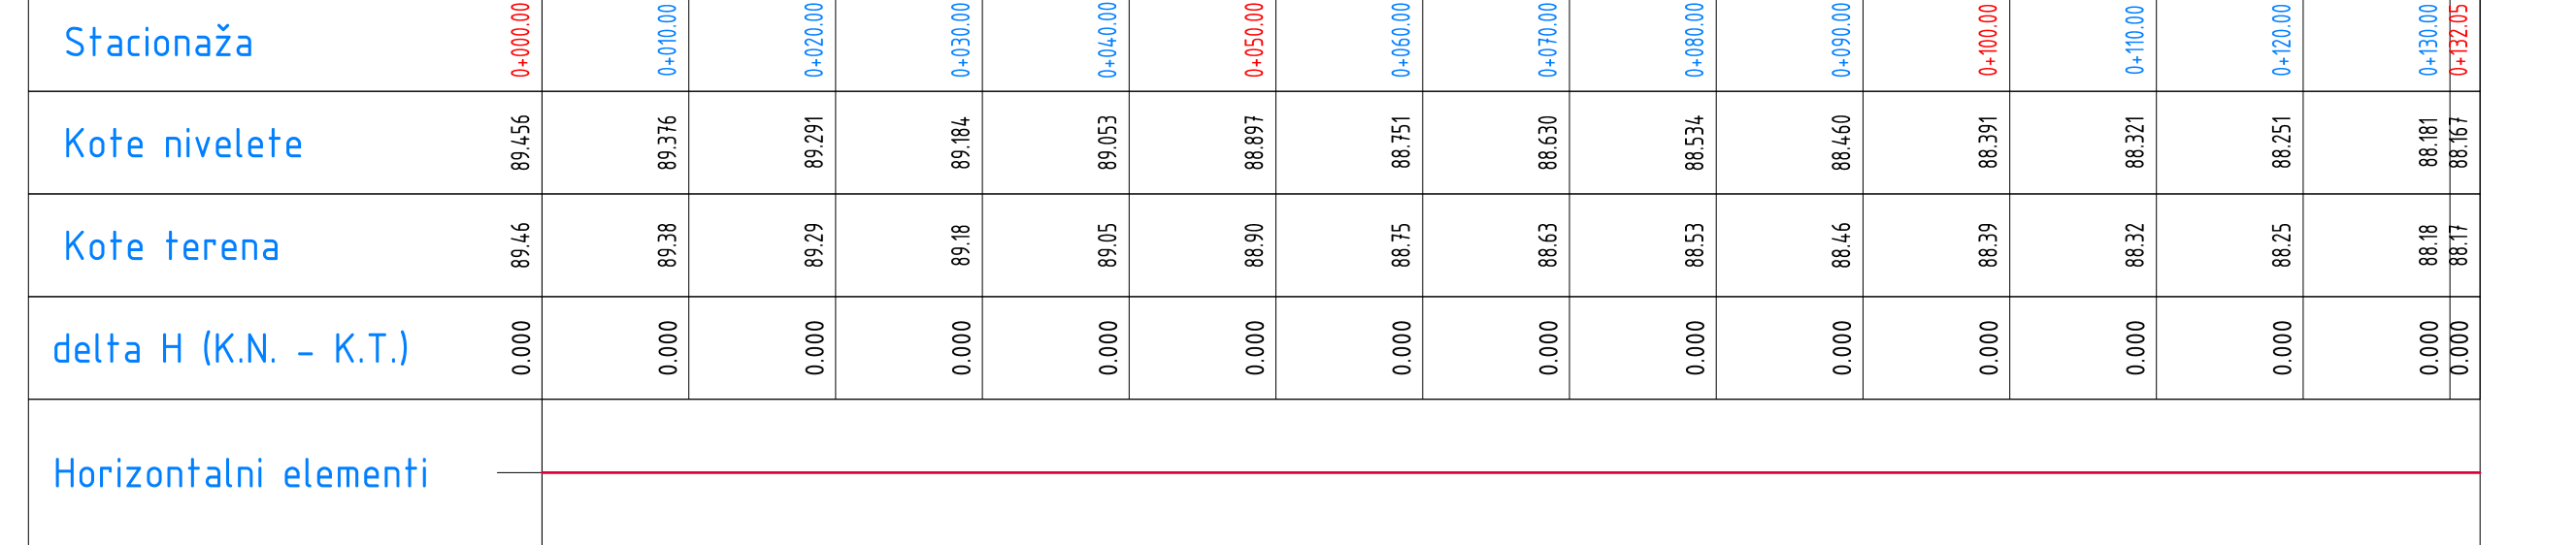 Stacionaža 0+000.00 0+010.00 0+020.00 0+030.00 0+040.00 0+050.00 0+060.00 0+070.00 0+080.00 0+090.00 0+100.00 0+110.00 0+120.00 0+130.00 0+132.05
Kote nivelete 89.456 89.376 89.291 89.184 89.053 88.897 88.751 88.630 88.534 88.460 88.391 88.321 88.251 88.181 88.167
Kote terena 89.46 89.38 89.29 89.18 89.05 88.90 88.75 88.63 88.53 88.46 88.39 88.32 88.25 88.18 88.17
delta H (K.N. - K.T.) 0.000 0.000 0.000 0.000 0.000 0.000 0.000 0.000 0.000 0.000 0.000 0.000 0.000 0.000 0.000
Horizontalni elementi